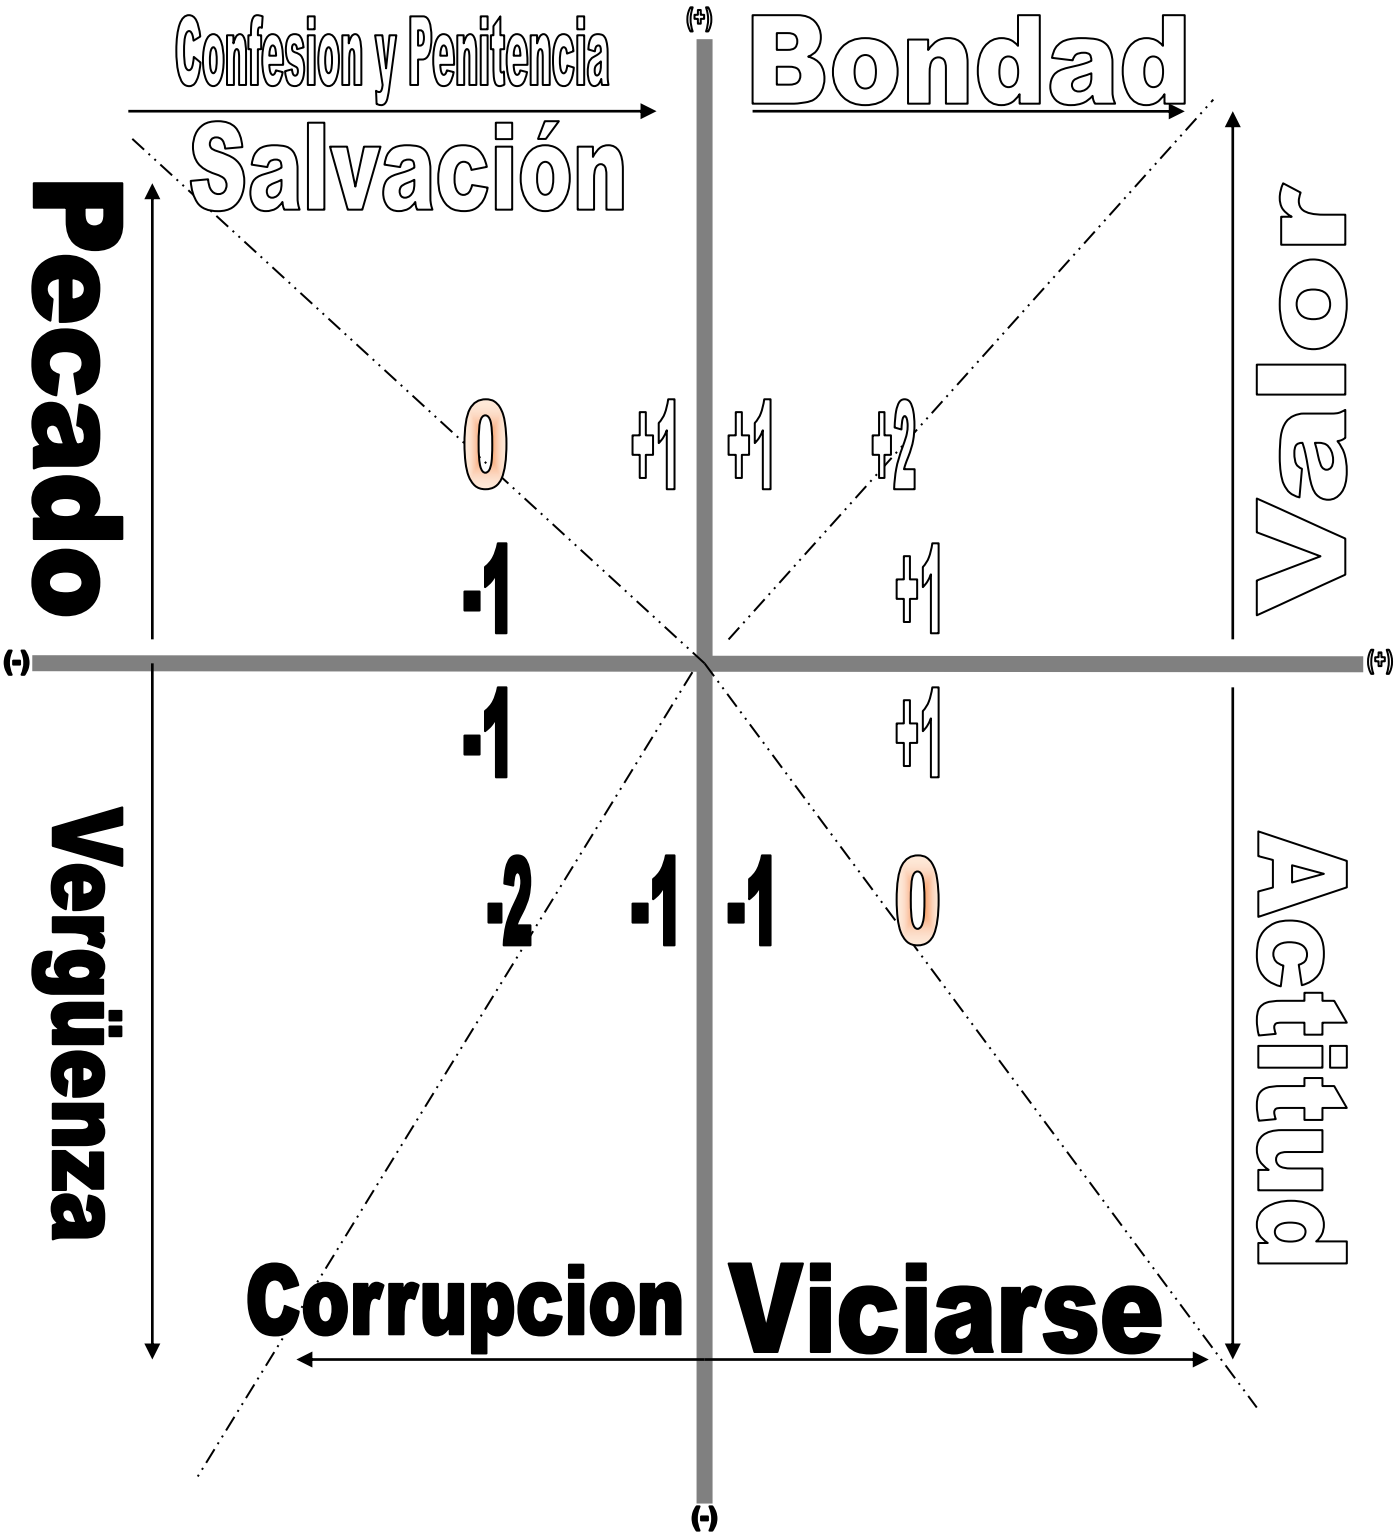 (+)
Confesion y Penitencia
Bondad
Salvación
Pecado
Valor
0
+1
+1
+2
-1
+1
(-)
(+)
-1
+1
-2
-1
-1
0
Vergüenza
Actitud
Corrupcion
Viciarse
(-)